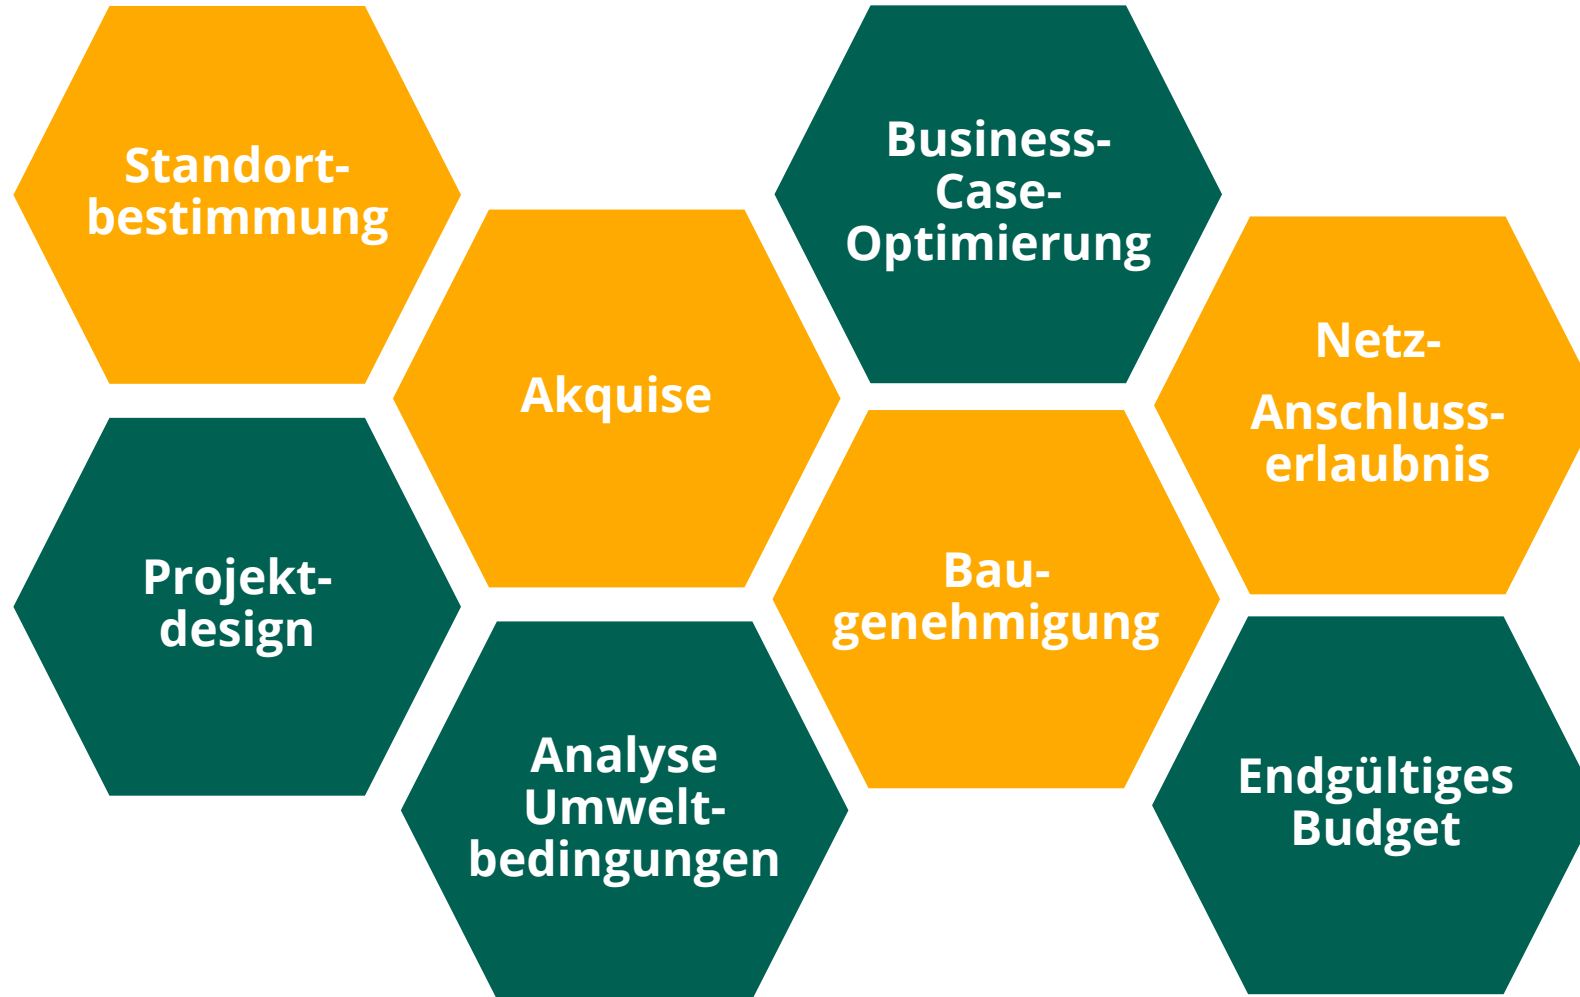 Standort-
bestimmung
Akquise
Business-
Case-
Optimierung
Netz-
Anschluss-
erlaubnis
Projekt-
design
Analyse
Umwelt-
bedingungen
Bau-
genehmigung
Endgültiges
Budget